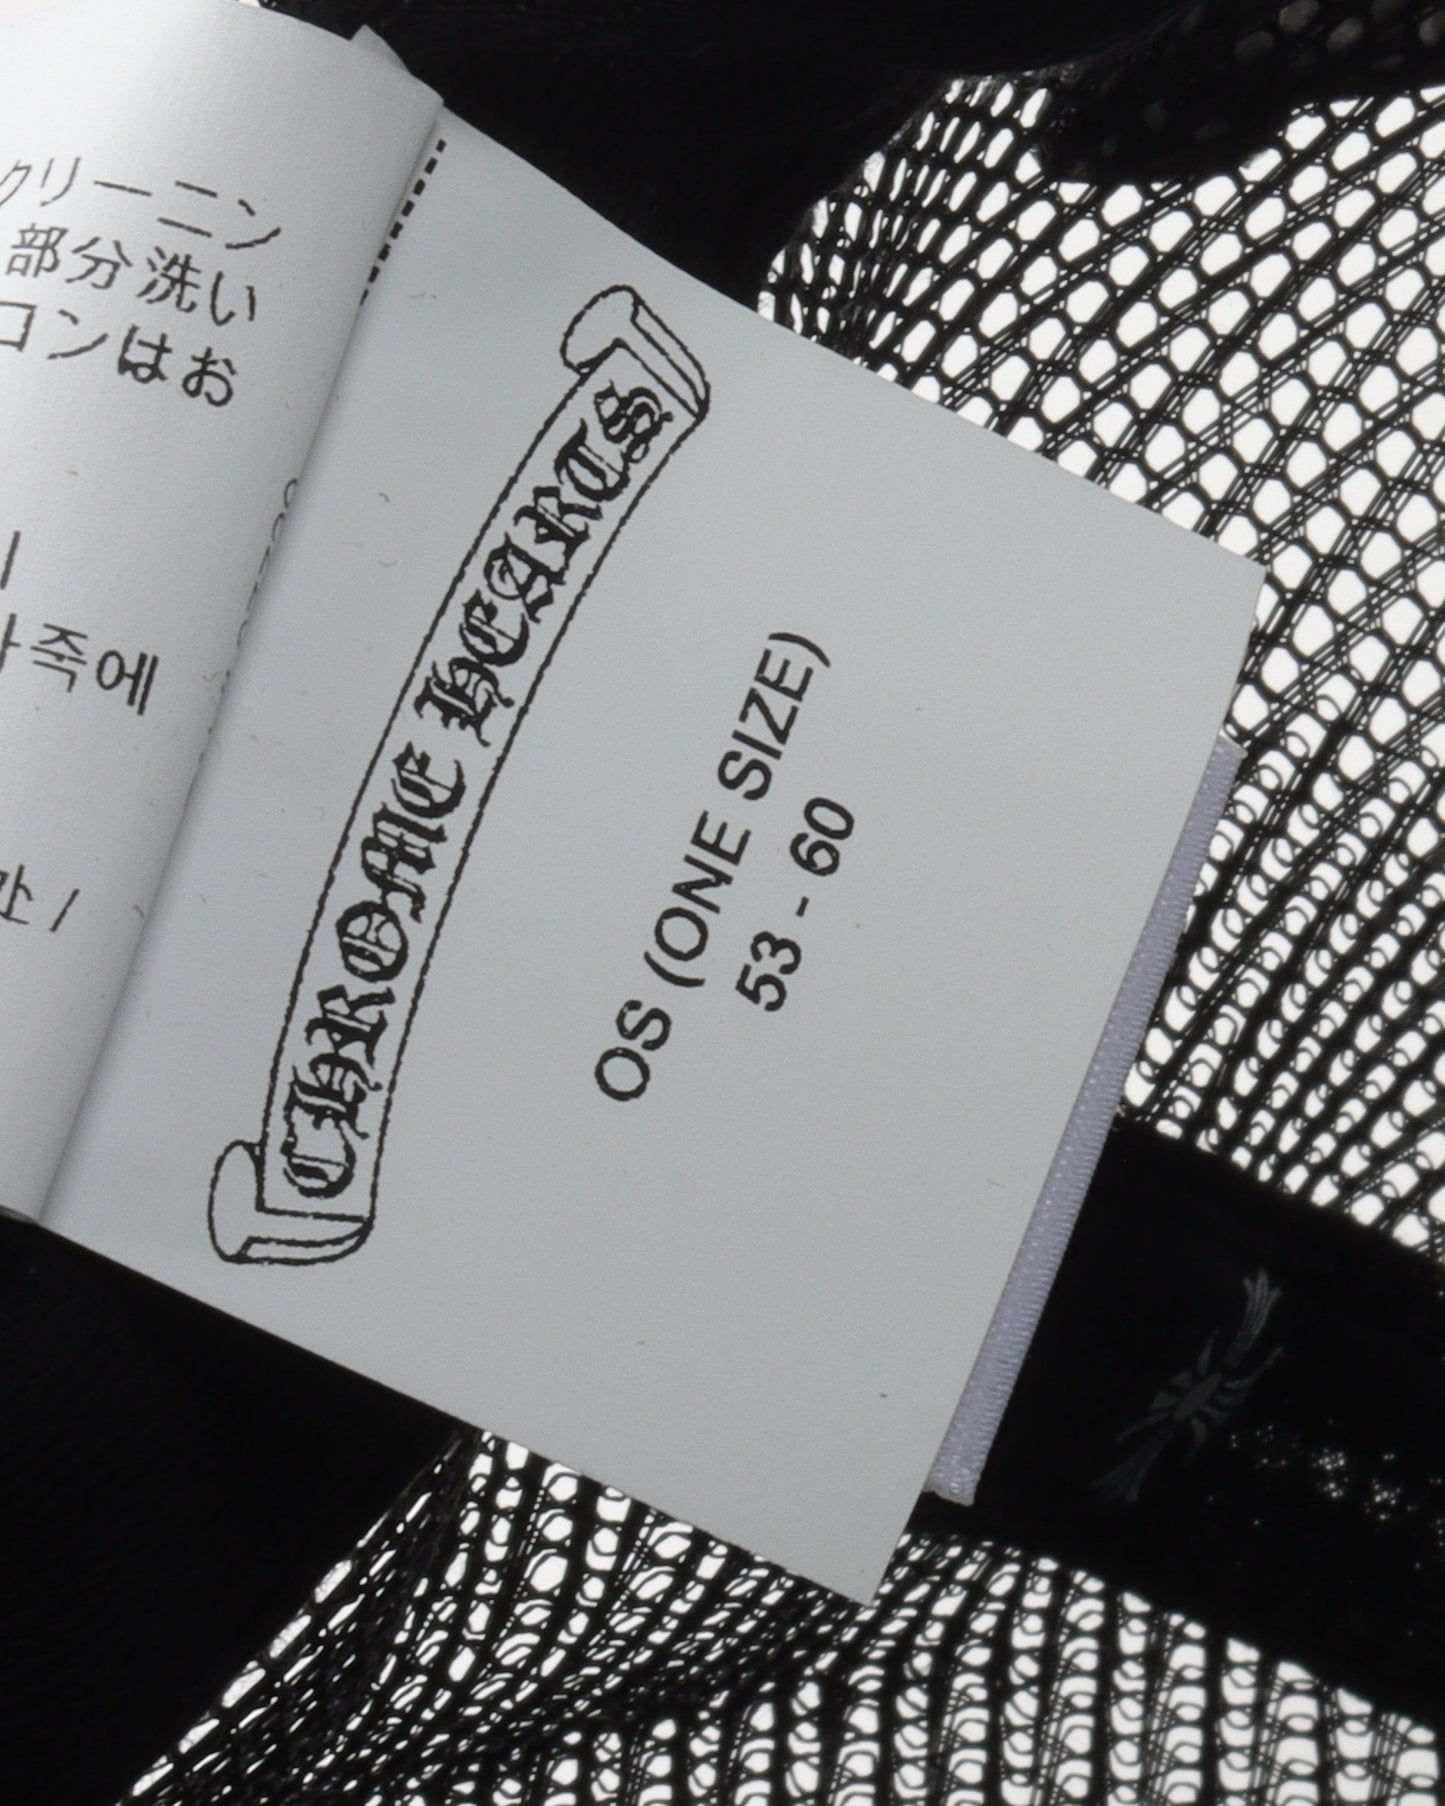 クリーニン
部分洗い
コンはお
죽에
CHROME HEARTS
OS (ONE SIZE)
53 - 60